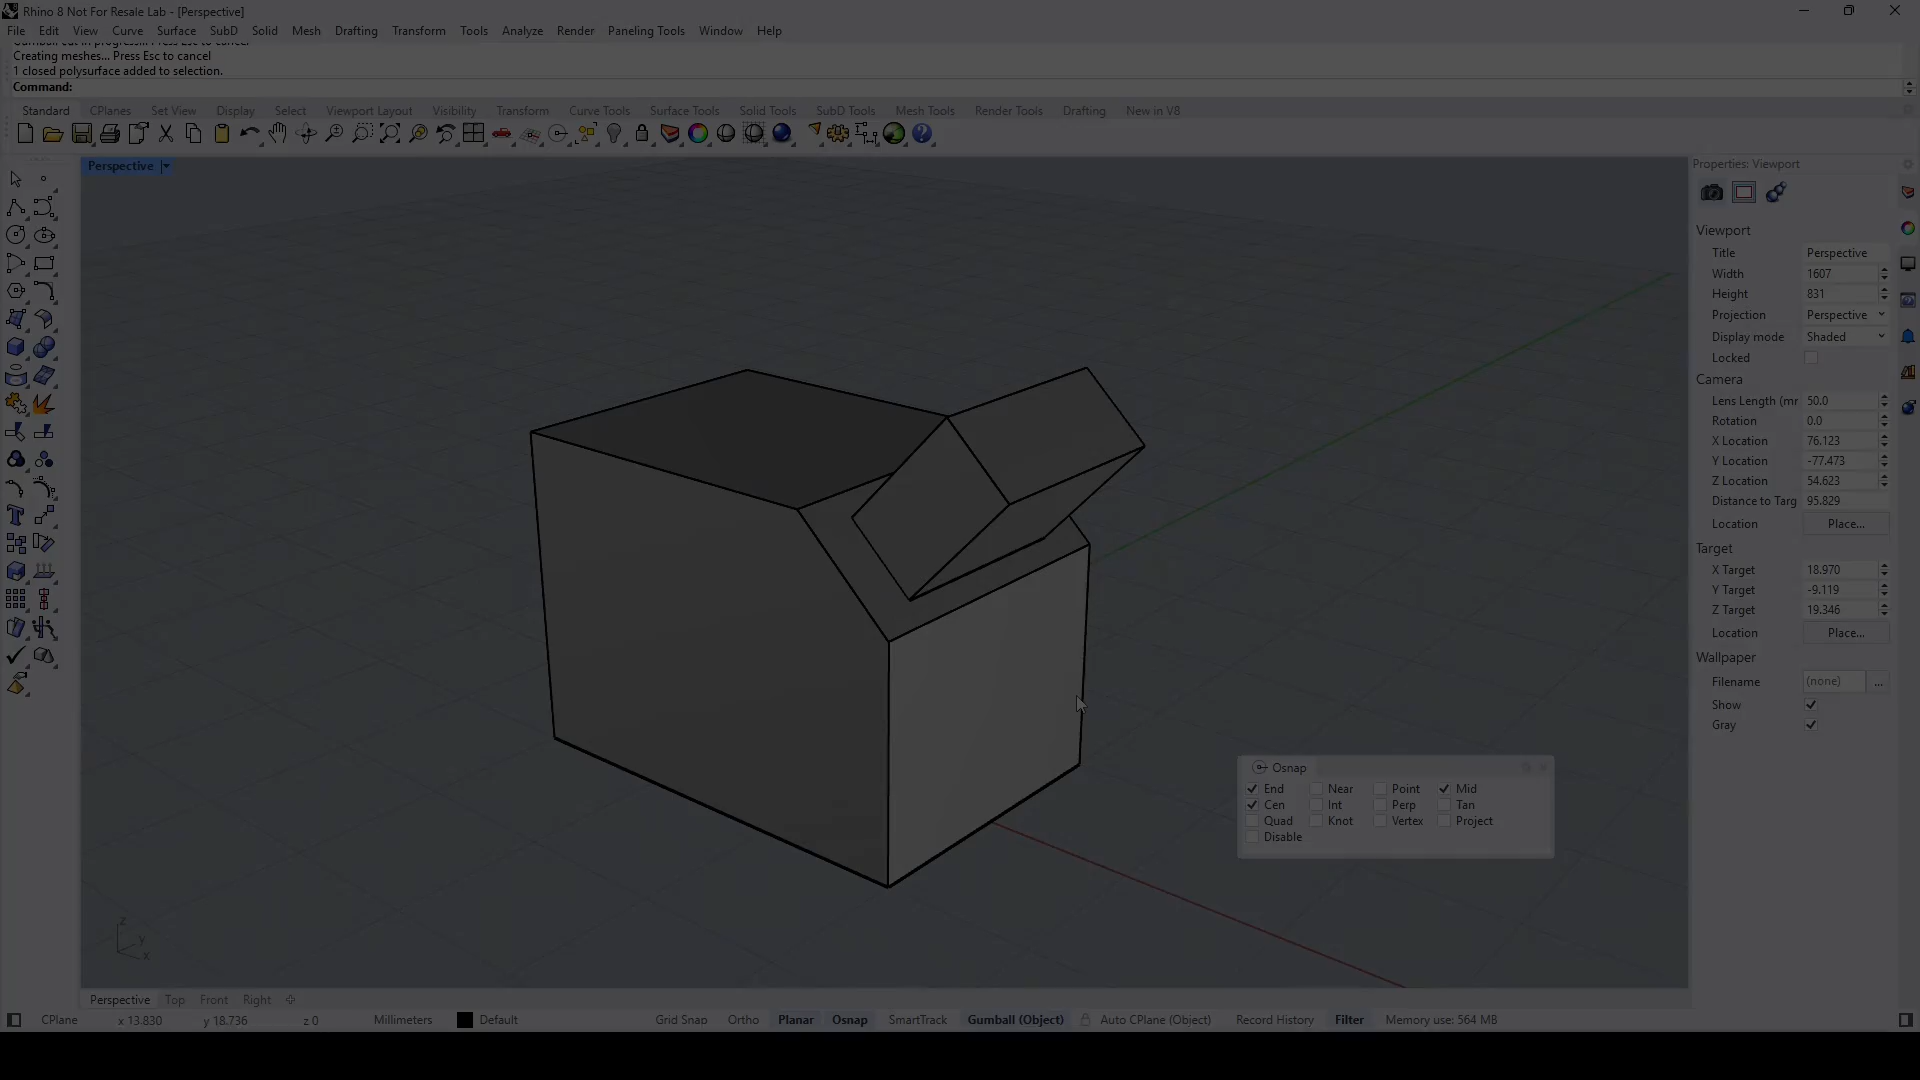 Rhino 8 Not For Resale Lab - [Perspective]
File Edit View Curve Surface SubD Solid Mesh Drafting Transform Tools Analyze Render Paneling Tools Window Help
Gumball cut in progress... Press Esc to cancel
Creating meshes... Press Esc to cancel
1 closed polysurface added to selection.
Command:
Standard CPlanes Set View Display Select Viewport Layout Visibility Transform Curve Tools Surface Tools Solid Tools SubD Tools Mesh Tools Render Tools Drafting New in V8
Perspective
Properties: Viewport
Viewport
Title Perspective
Width 1607
Height 831
Projection Perspective
Display mode Shaded
Locked
Camera
Lens Length (mr 50.0
Rotation 0.0
X Location 76.123
Y Location -77.473
Z Location 54.623
Distance to Targ 95.829
Location Place...
Target
X Target 18.970
Y Target -9.119
Z Target 19.346
Location Place...
Wallpaper
Filename (none) ...
Show
Gray
Osnap
End Near Point Mid
Cen Int Perp Tan
Quad Knot Vertex Project
Disable
z
y
x
Perspective Top Front Right
CPlane x 13.830 y 18.736 z 0 Millimeters Default Grid Snap Ortho Planar Osnap SmartTrack Gumball (Object) Auto CPlane (Object) Record History Filter Memory use: 564 MB